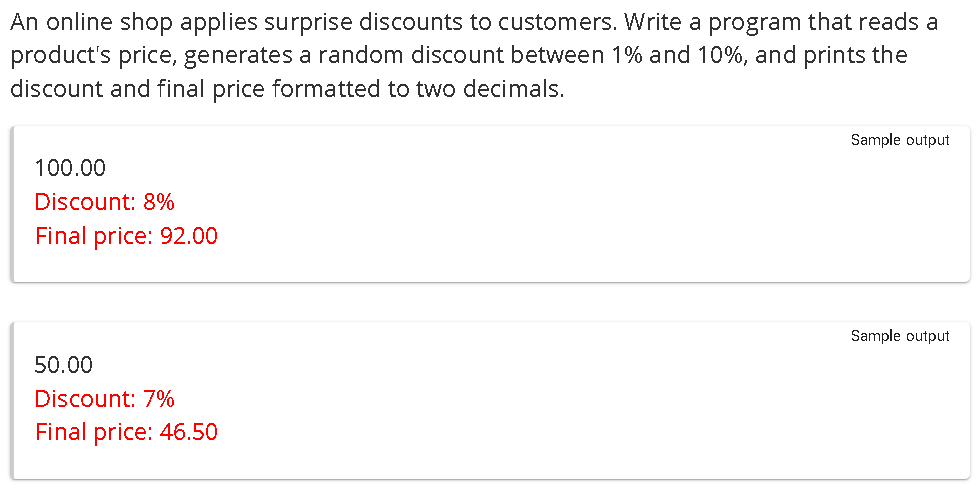 An online shop applies surprise discounts to customers. Write a program that reads a
product's price, generates a random discount between 1% and 10%, and prints the
discount and final price formatted to two decimals.
Sample output
100.00
Discount: 8%
Final price: 92.00
Sample output
50.00
Discount: 7%
Final price: 46.50